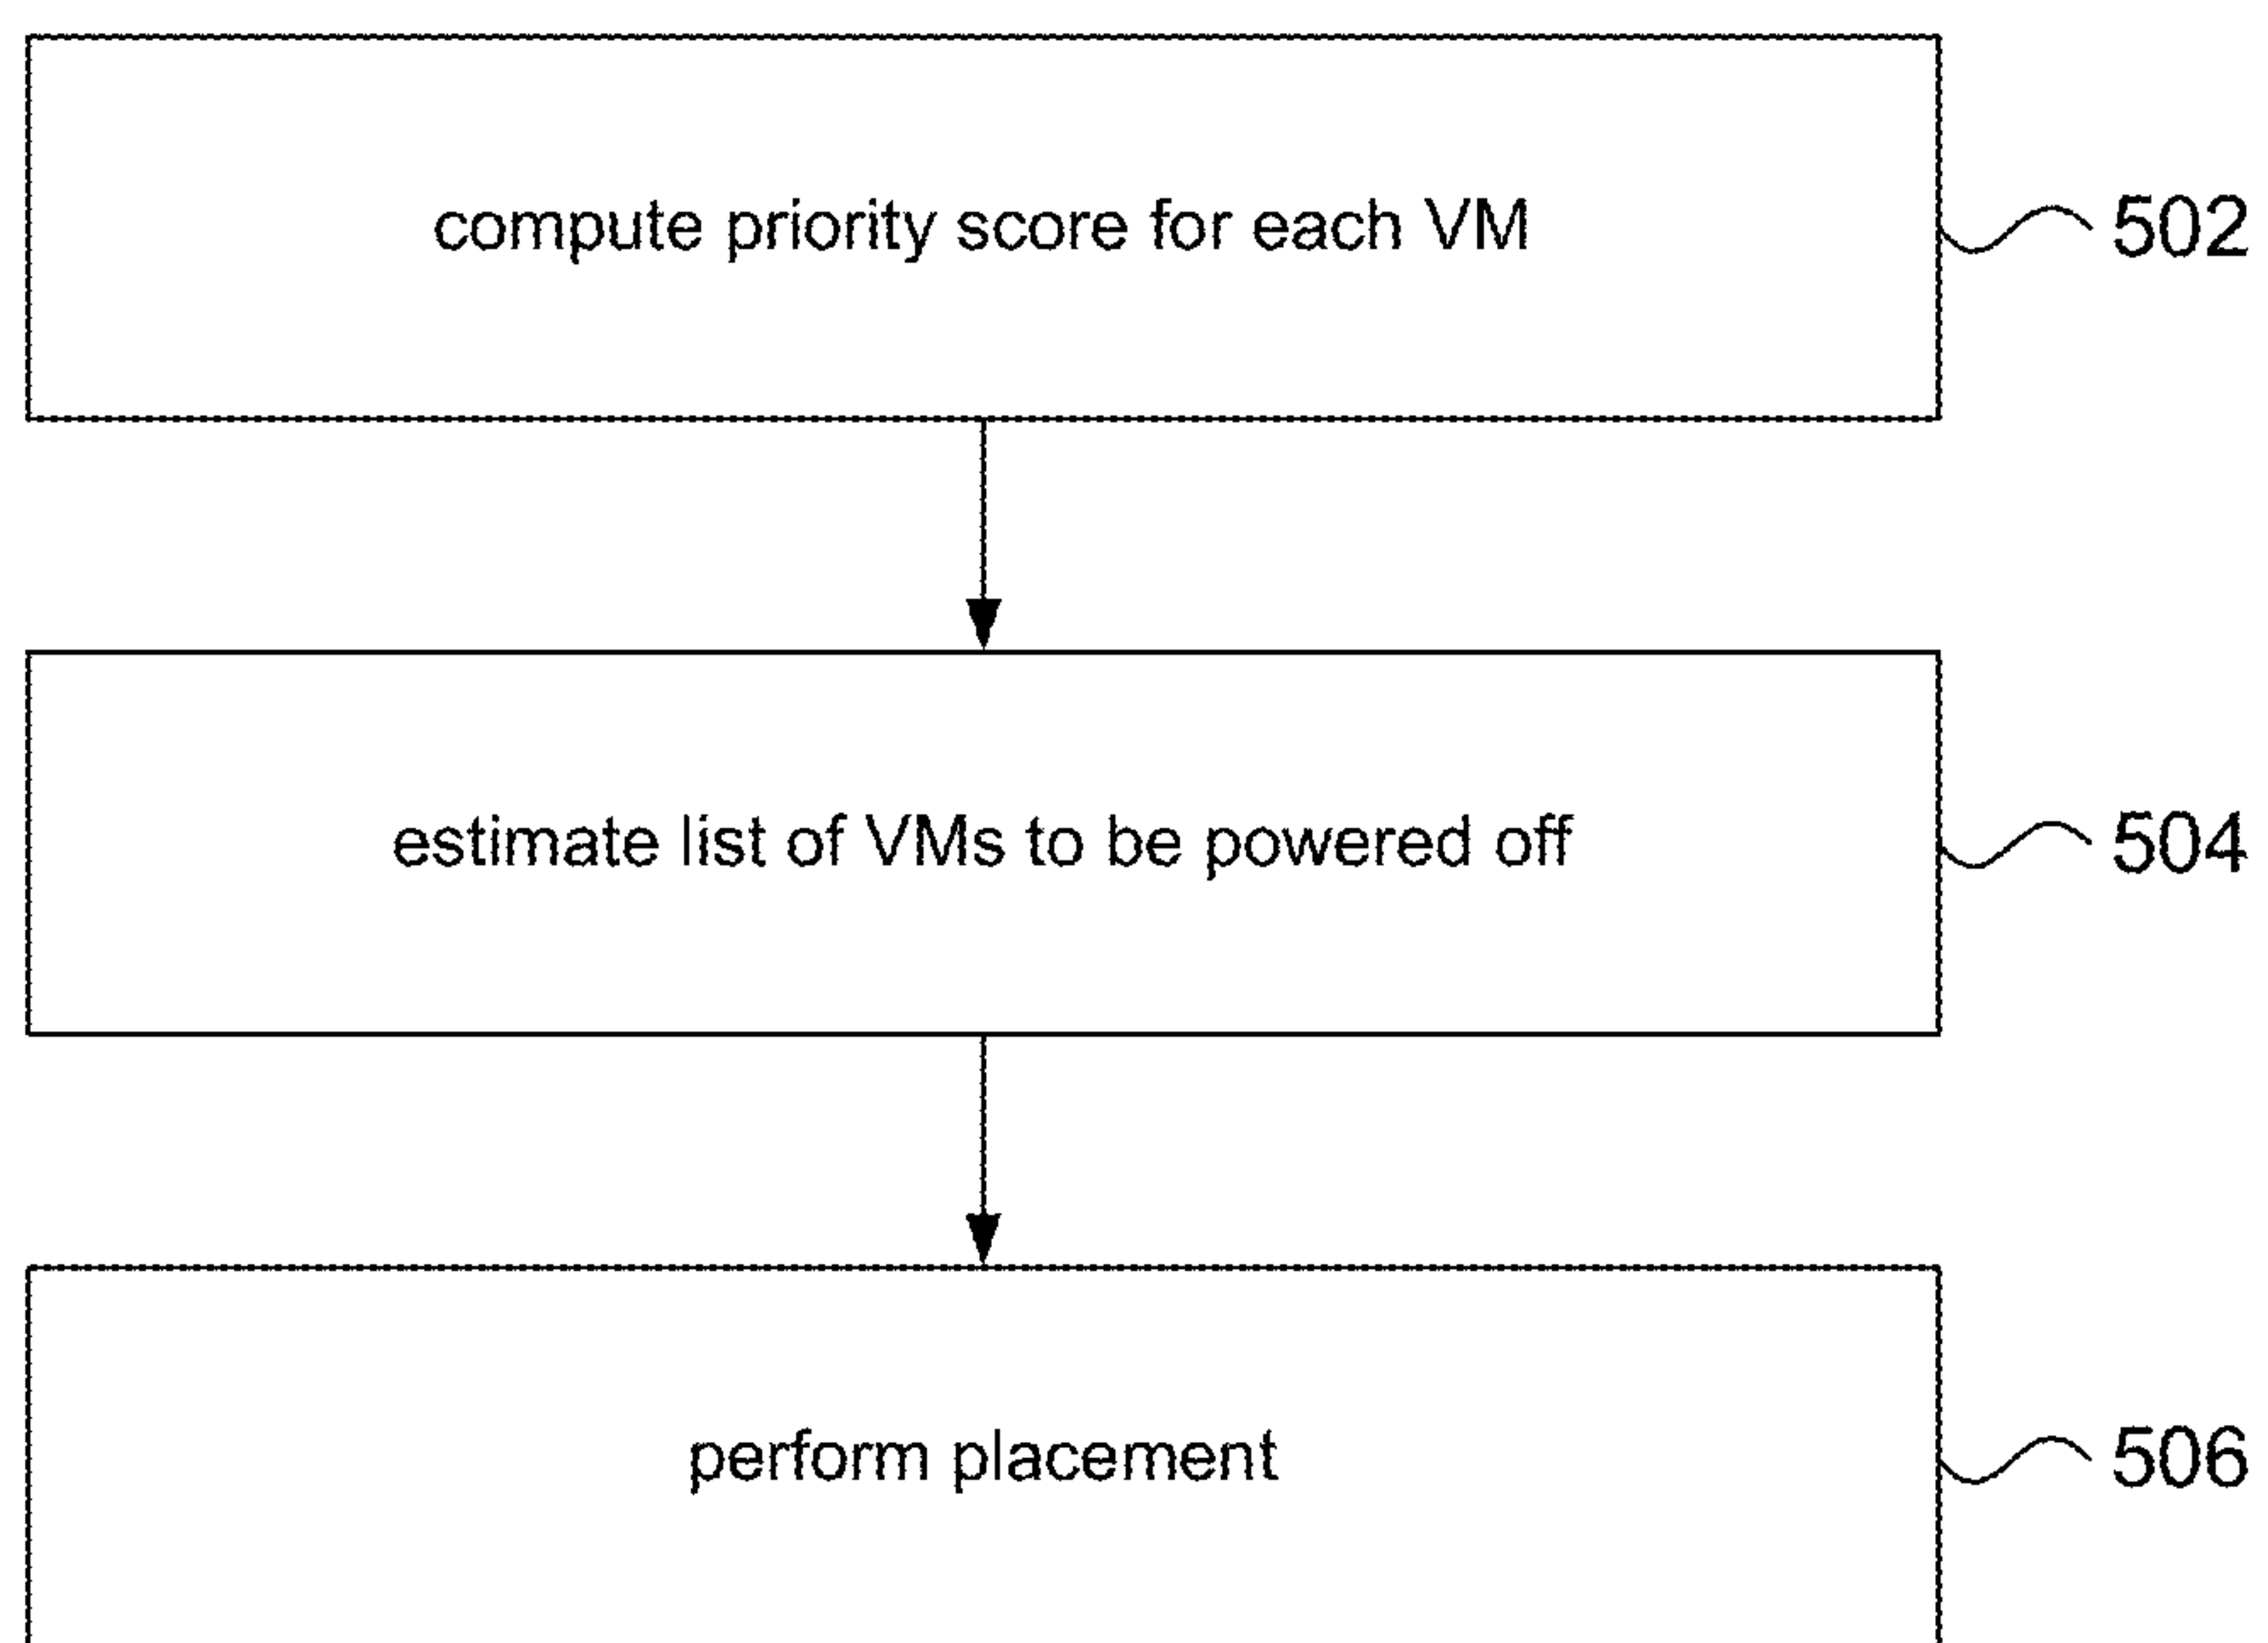 compute priority score for each VM
502
estimate list of VMs to be powered off
504
perform placement
506